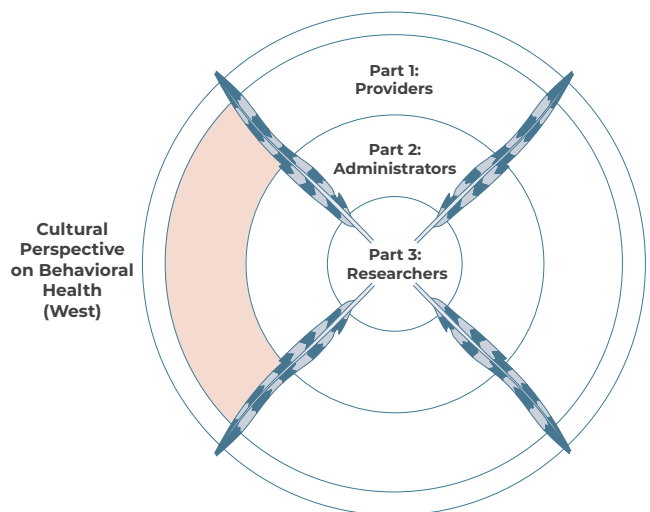 Part 1:
Providers
Part 2:
Administrators
Part 3:
Researchers
Cultural
Perspective
on Behavioral
Health
(West)